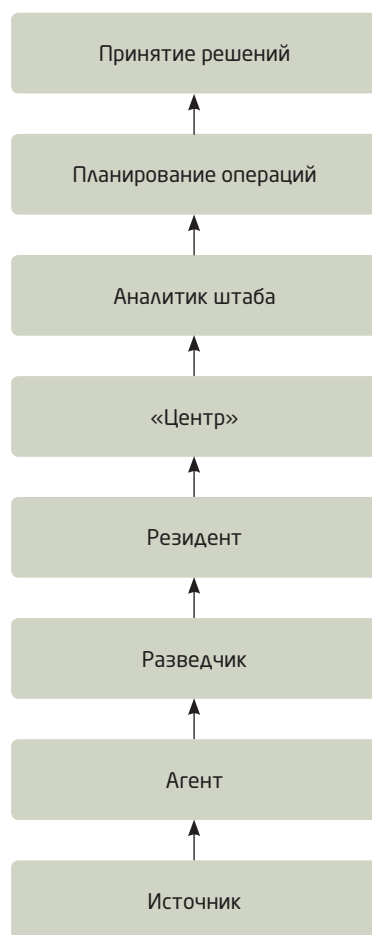 Принятие решений
Планирование операций
Аналитик штаба
«Центр»
Резидент
Разведчик
Агент
Источник